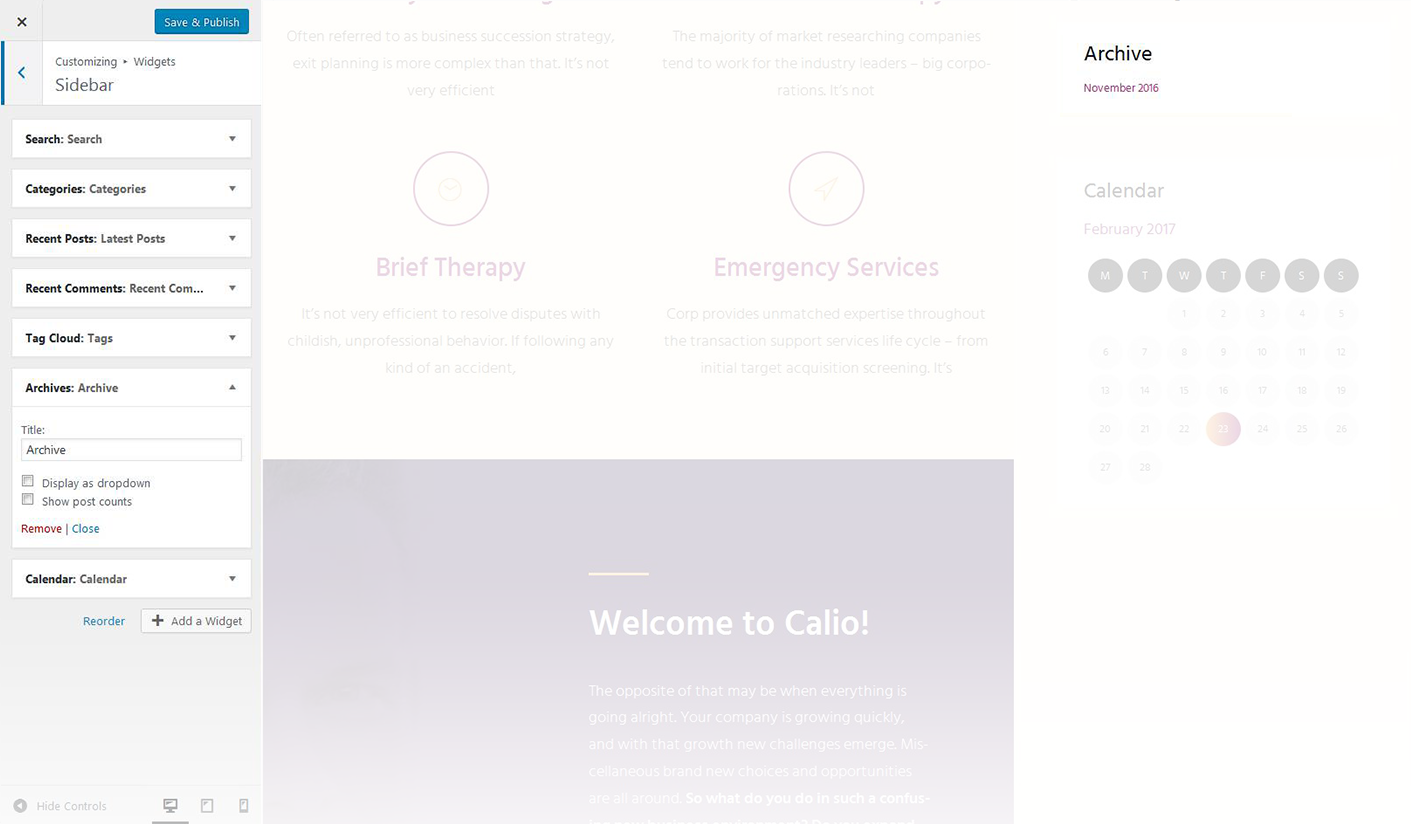 Save & Publish
Customizing ▸ Widgets
Sidebar
Search: Search
Categories: Categories
Recent Posts: Latest Posts
Recent Comments: Recent Com...
Tag Cloud: Tags
Archives: Archive
Title:
Archive
Display as dropdown
Show post counts
Remove | Close
Calendar: Calendar
Reorder
Add a Widget
Hide Controls
Often referred to as business succession strategy,
exit planning is more complex than that. It's not
very efficient
The majority of market researching companies
tend to work for the industry leaders – big corpo-
rations. It's not
Brief Therapy
It's not very efficient to resolve disputes with
childish, unprofessional behavior. If following any
kind of an accident,
Emergency Services
Corp provides unmatched expertise throughout
the transaction support services life cycle – from
initial target acquisition screening. It's
Welcome to Calio!
The opposite of that may be when everything is
going alright. Your company is growing quickly,
and with that growth new challenges emerge. Mis-
cellaneous brand new choices and opportunities
are all around. So what do you do in such a confus-
Archive
November 2016
Calendar
February 2017
M T W T F S S
1 2 3 4 5
6 7 8 9 10 11 12
13 14 15 16 17 18 19
20 21 22 23 24 25 26
27 28